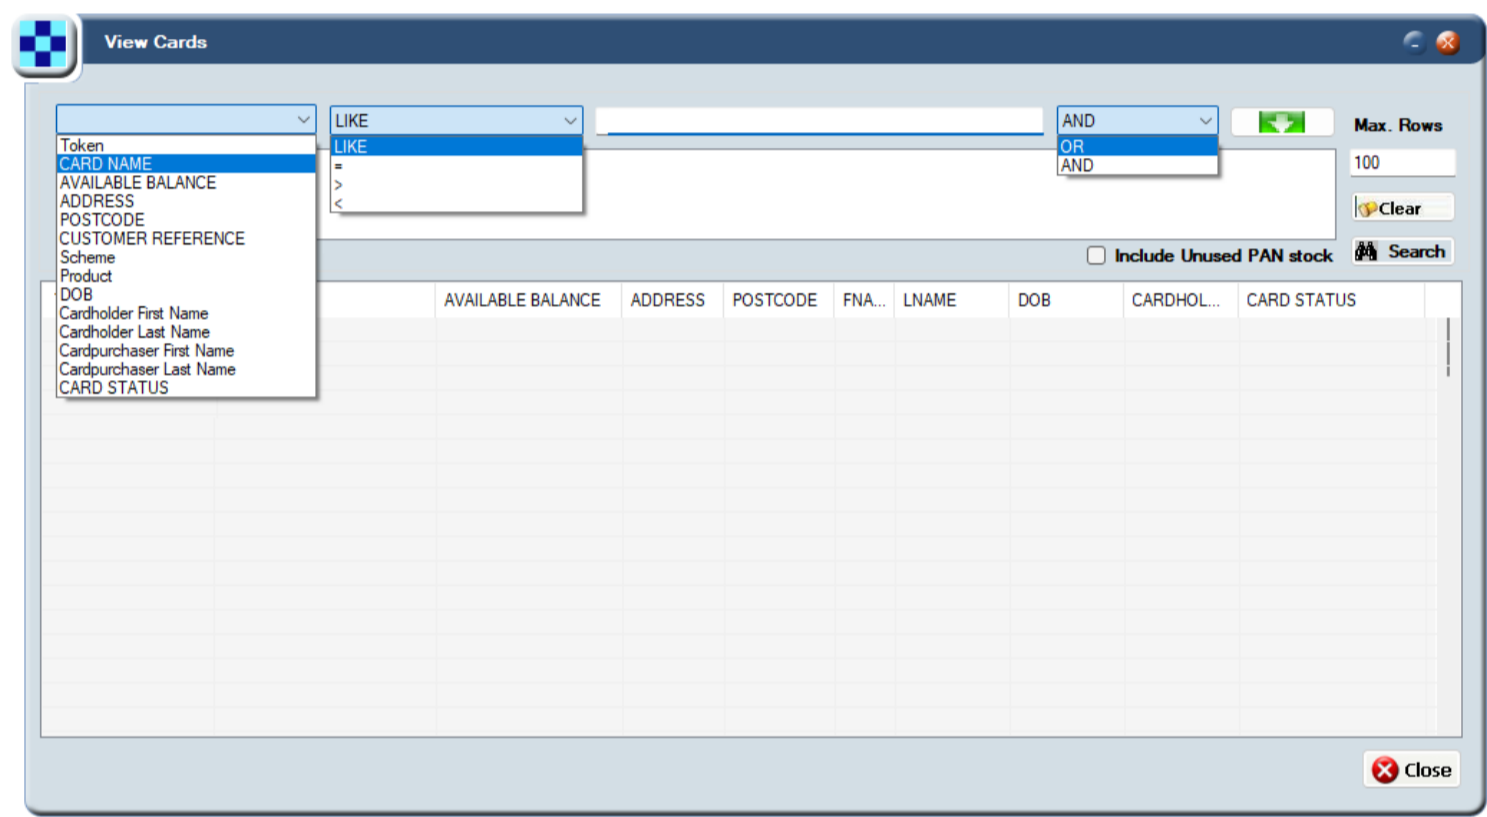 View Cards
LIKE
AND
Max. Rows
Token
CARD NAME
AVAILABLE BALANCE
ADDRESS
POSTCODE
CUSTOMER REFERENCE
Scheme
Product
DOB
Cardholder First Name
Cardholder Last Name
Cardpurchaser First Name
Cardpurchaser Last Name
CARD STATUS
LIKE
=
>
<
OR
AND
100
Clear
Include Unused PAN stock
Search
AVAILABLE BALANCE ADDRESS POSTCODE FNA... LNAME DOB CARDHOL... CARD STATUS
Close